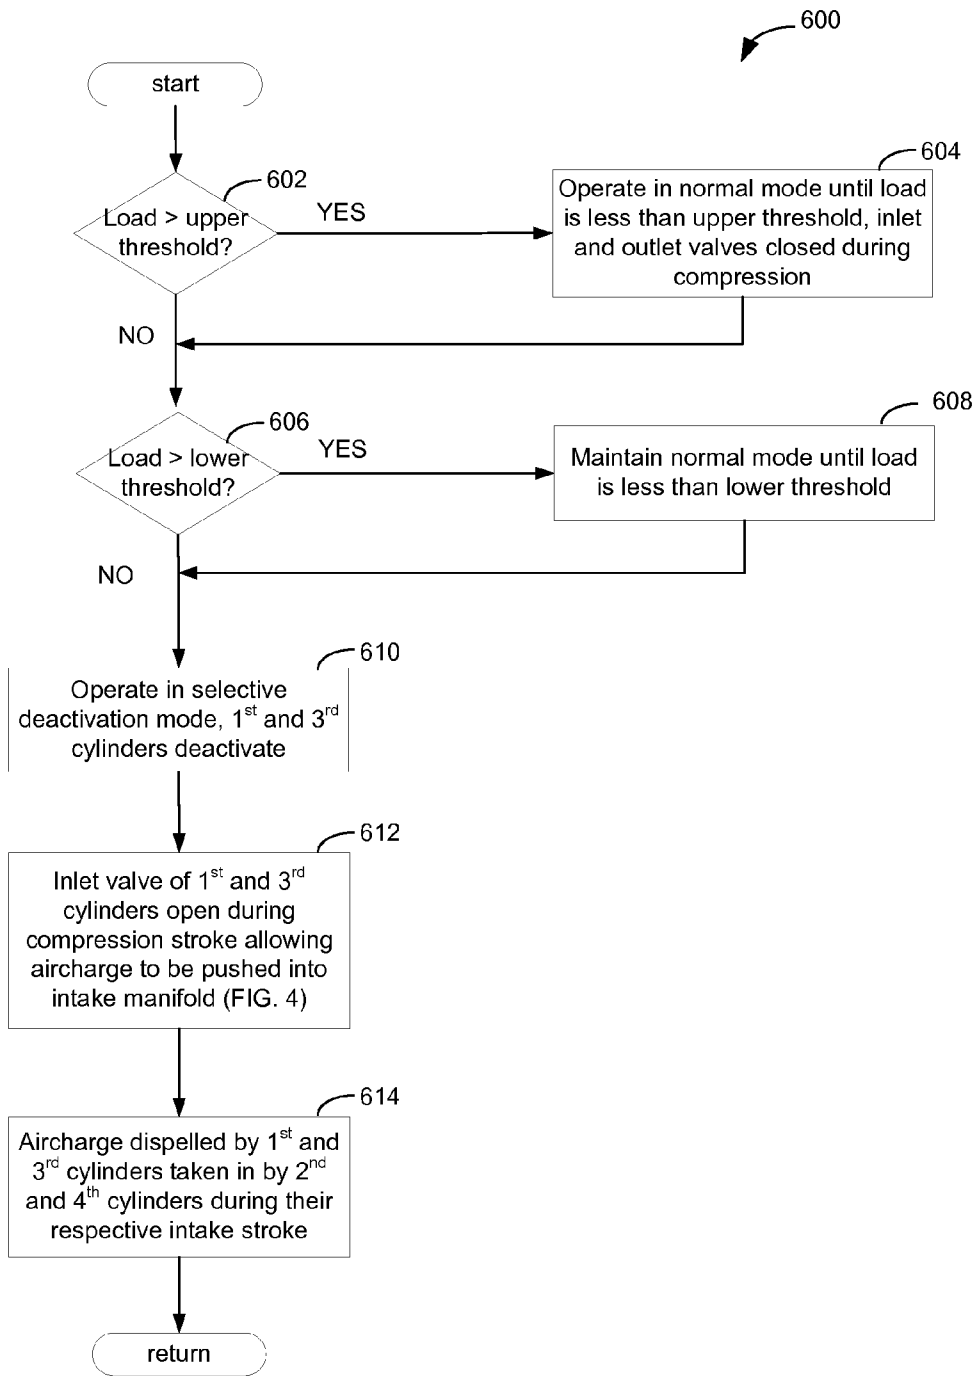 600
start
602
Load > upper
threshold?
YES
604
Operate in normal mode until load
is less than upper threshold, inlet
and outlet valves closed during
compression
NO
606
Load > lower
threshold?
YES
608
Maintain normal mode until load
is less than lower threshold
NO
610
Operate in selective
deactivation mode, 1st and 3rd
cylinders deactivate
612
Inlet valve of 1st and 3rd
cylinders open during
compression stroke allowing
aircharge to be pushed into
intake manifold (FIG. 4)
614
Aircharge dispelled by 1st and
3rd cylinders taken in by 2nd
and 4th cylinders during their
respective intake stroke
return